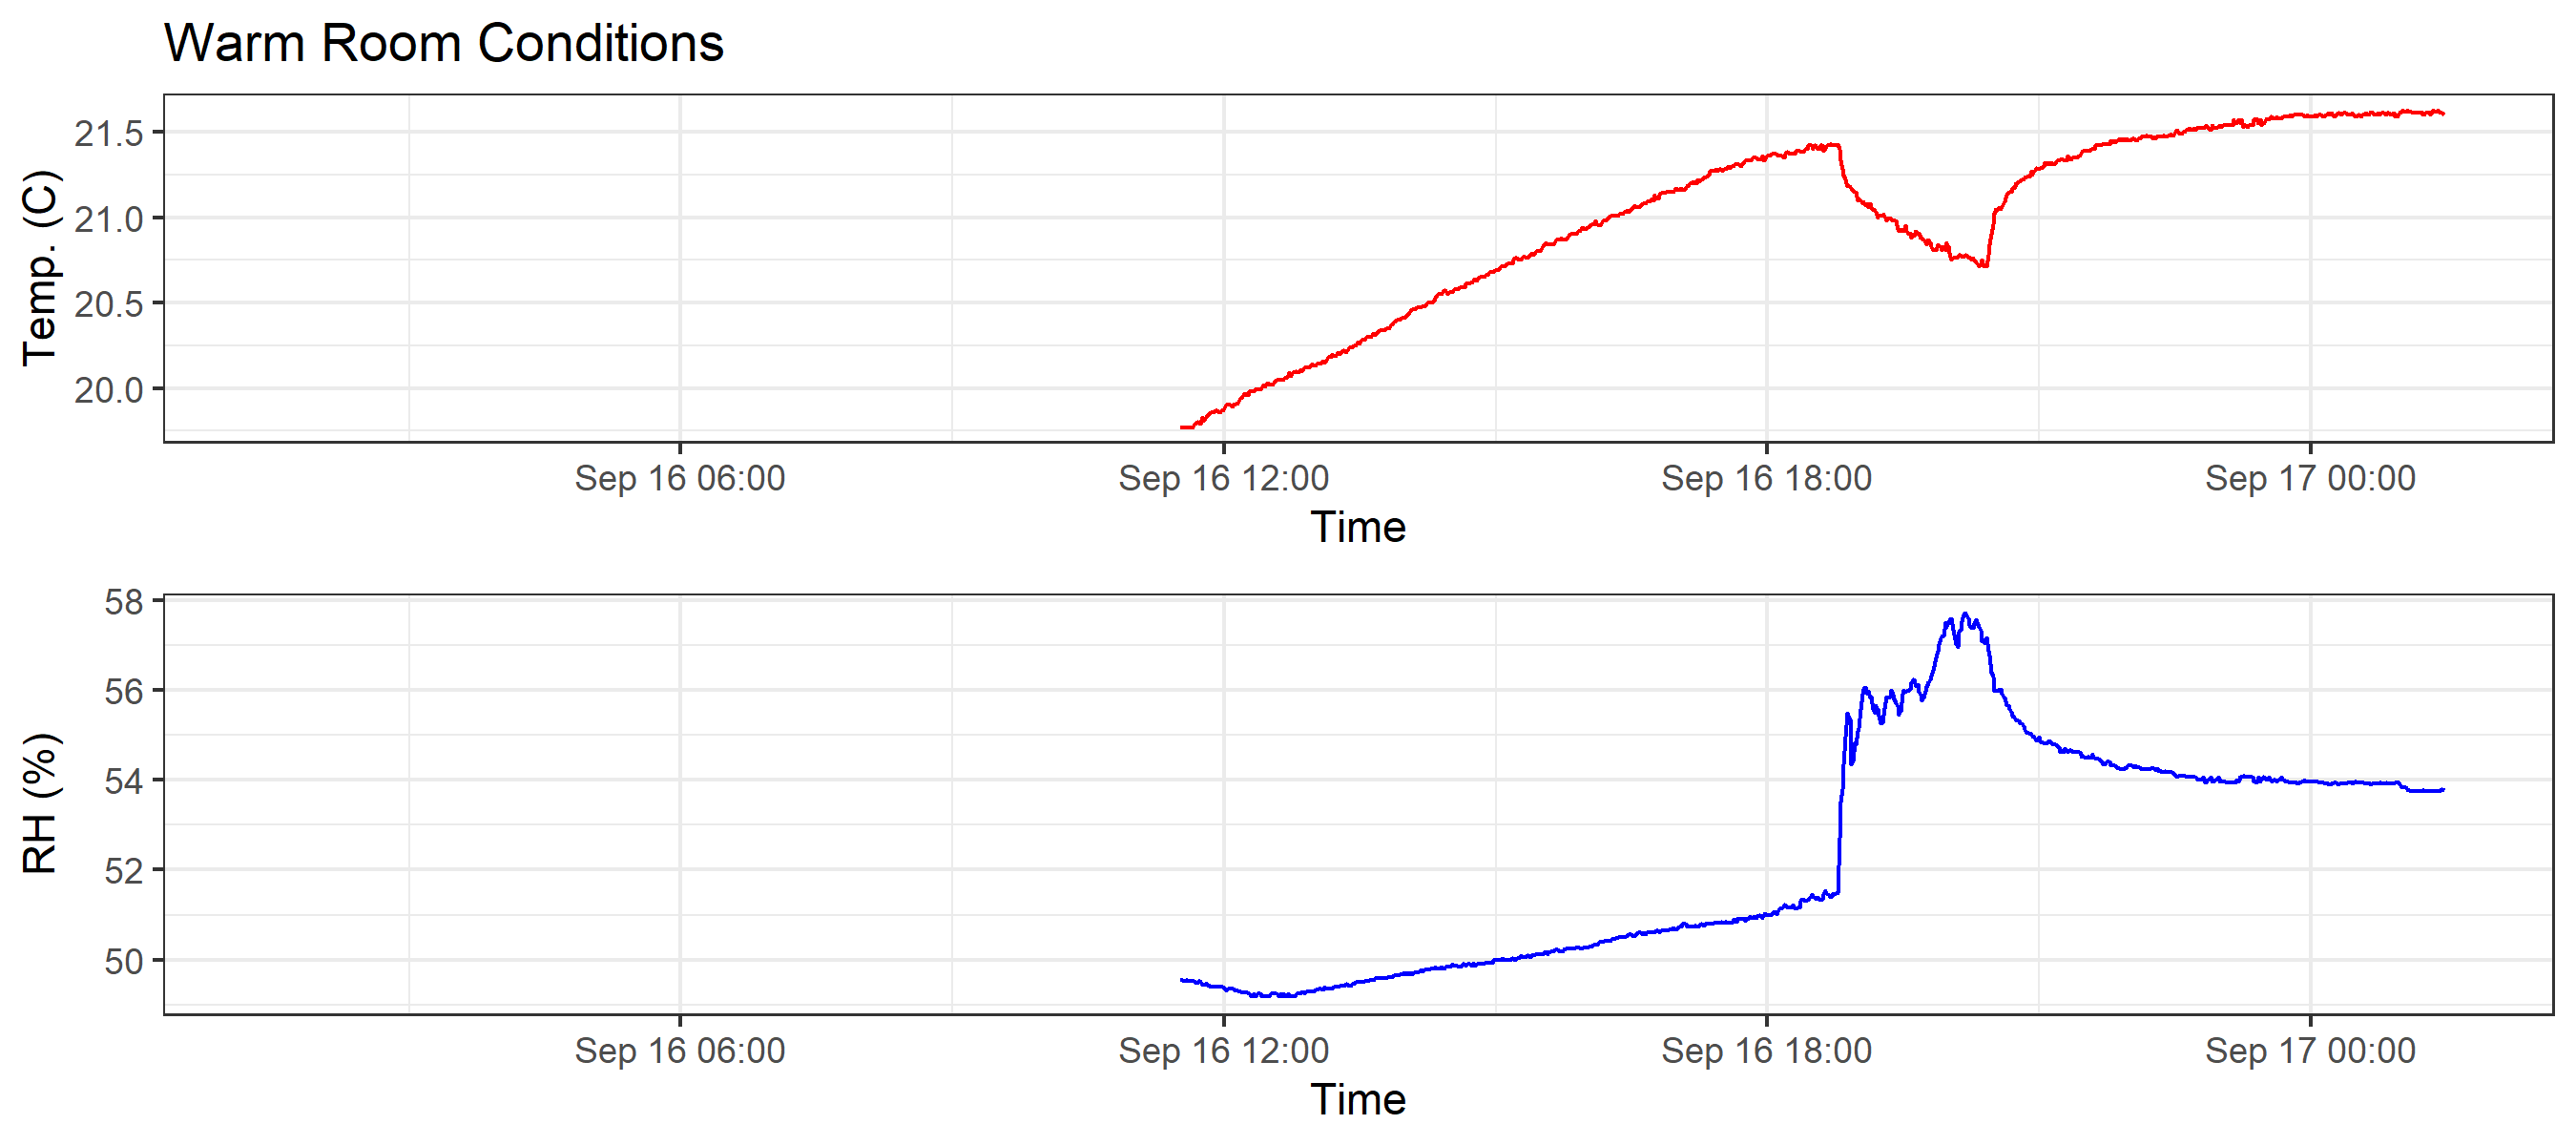 Warm Room Conditions
Temp. (C)
21.5
21.0
20.5
20.0
Sep 16 06:00 Sep 16 12:00 Sep 16 18:00 Sep 17 00:00
Time
RH (%)
58
56
54
52
50
Sep 16 06:00 Sep 16 12:00 Sep 16 18:00 Sep 17 00:00
Time